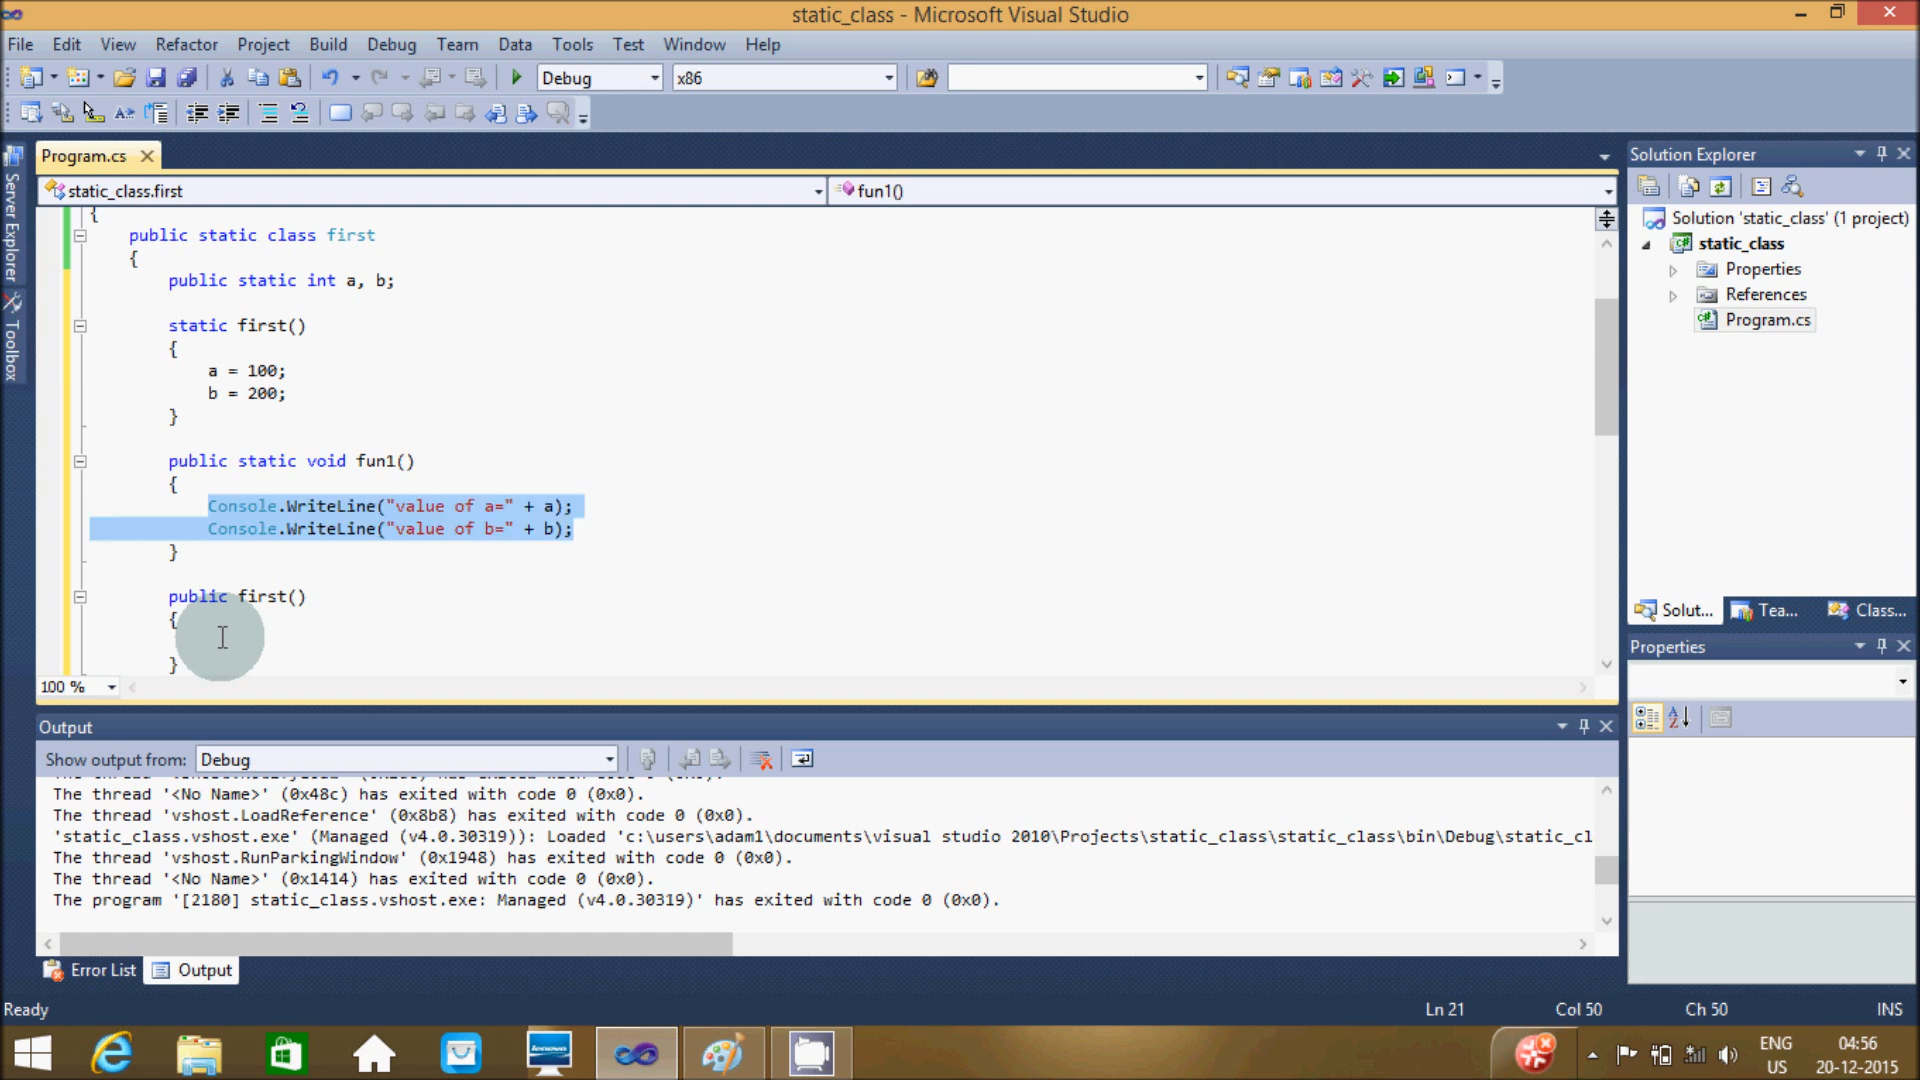 static_class - Microsoft Visual Studio
File Edit View Refactor Project Build Debug Team Data Tools Test Window Help
Debug x86
Program.cs
static_class.first fun1()
{
public static class first
{
public static int a, b;
static first()
{
a = 100;
b = 200;
}
public static void fun1()
{
Console.WriteLine("value of a=" + a);
Console.WriteLine("value of b=" + b);
}
public first()
{
}
100 %
Server Explorer
Toolbox
Solution Explorer
Solution 'static_class' (1 project)
static_class
Properties
References
Program.cs
Solut... Tea... Class...
Properties
Output
Show output from: Debug
The thread '<No Name>' (0x48c) has exited with code 0 (0x0).
The thread 'vshost.LoadReference' (0x8b8) has exited with code 0 (0x0).
'static_class.vshost.exe' (Managed (v4.0.30319)): Loaded 'c:\users\adam1\documents\visual studio 2010\Projects\static_class\static_class\bin\Debug\static_cl
The thread 'vshost.RunParkingWindow' (0x1948) has exited with code 0 (0x0).
The thread '<No Name>' (0x1414) has exited with code 0 (0x0).
The program '[2180] static_class.vshost.exe: Managed (v4.0.30319)' has exited with code 0 (0x0).
Error List Output
Ready Ln 21 Col 50 Ch 50 INS
ENG 04:56
US 20-12-2015